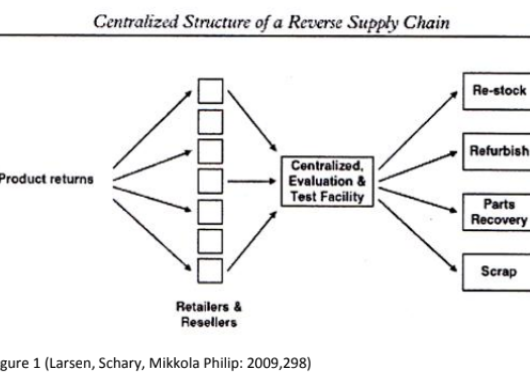 Centralized Structure of a Reverse Supply Chain
Product returns
Retailers &
Resellers
Centralized,
Evaluation &
Test Facility
Re-stock
Refurbish
Parts
Recovery
Scrap
gure 1 (Larsen, Schary, Mikkola Philip: 2009,298)